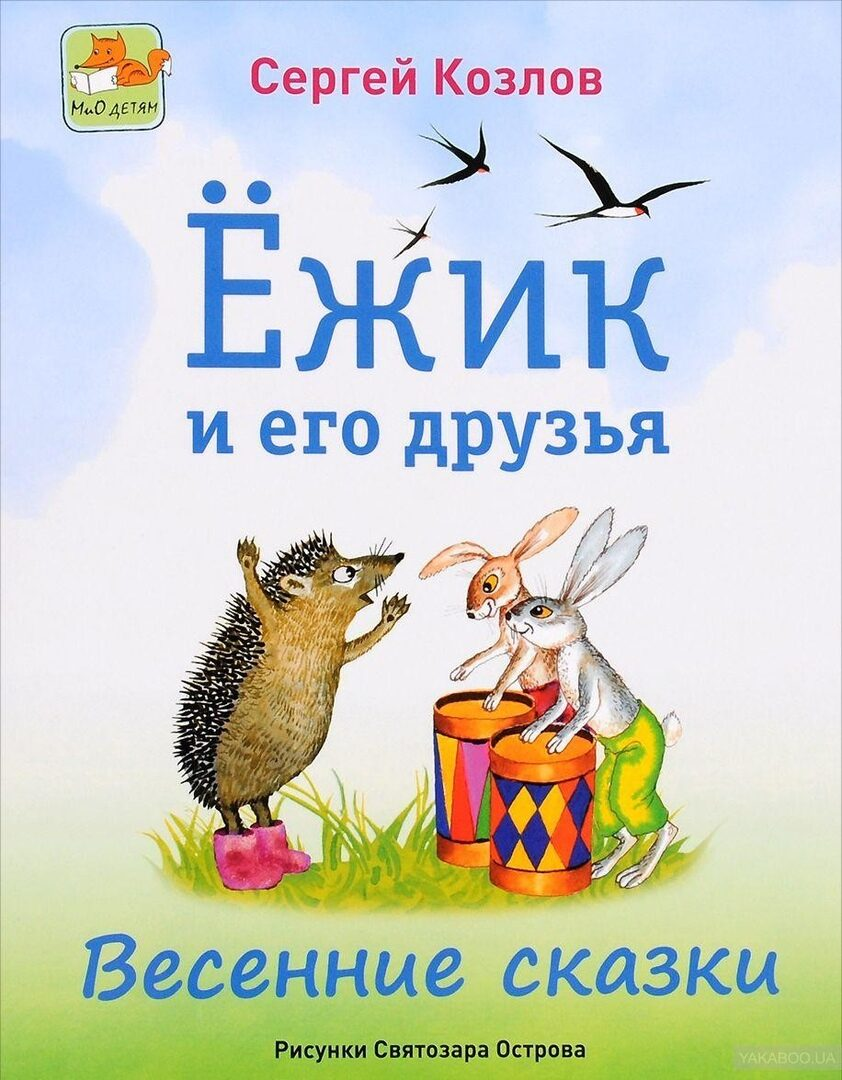 МиО ДЕТЯМ
Сергей Козлов
Ёжик
и его друзья
Весенние сказки
Рисунки Святозара Острова
YAKABOO.UA